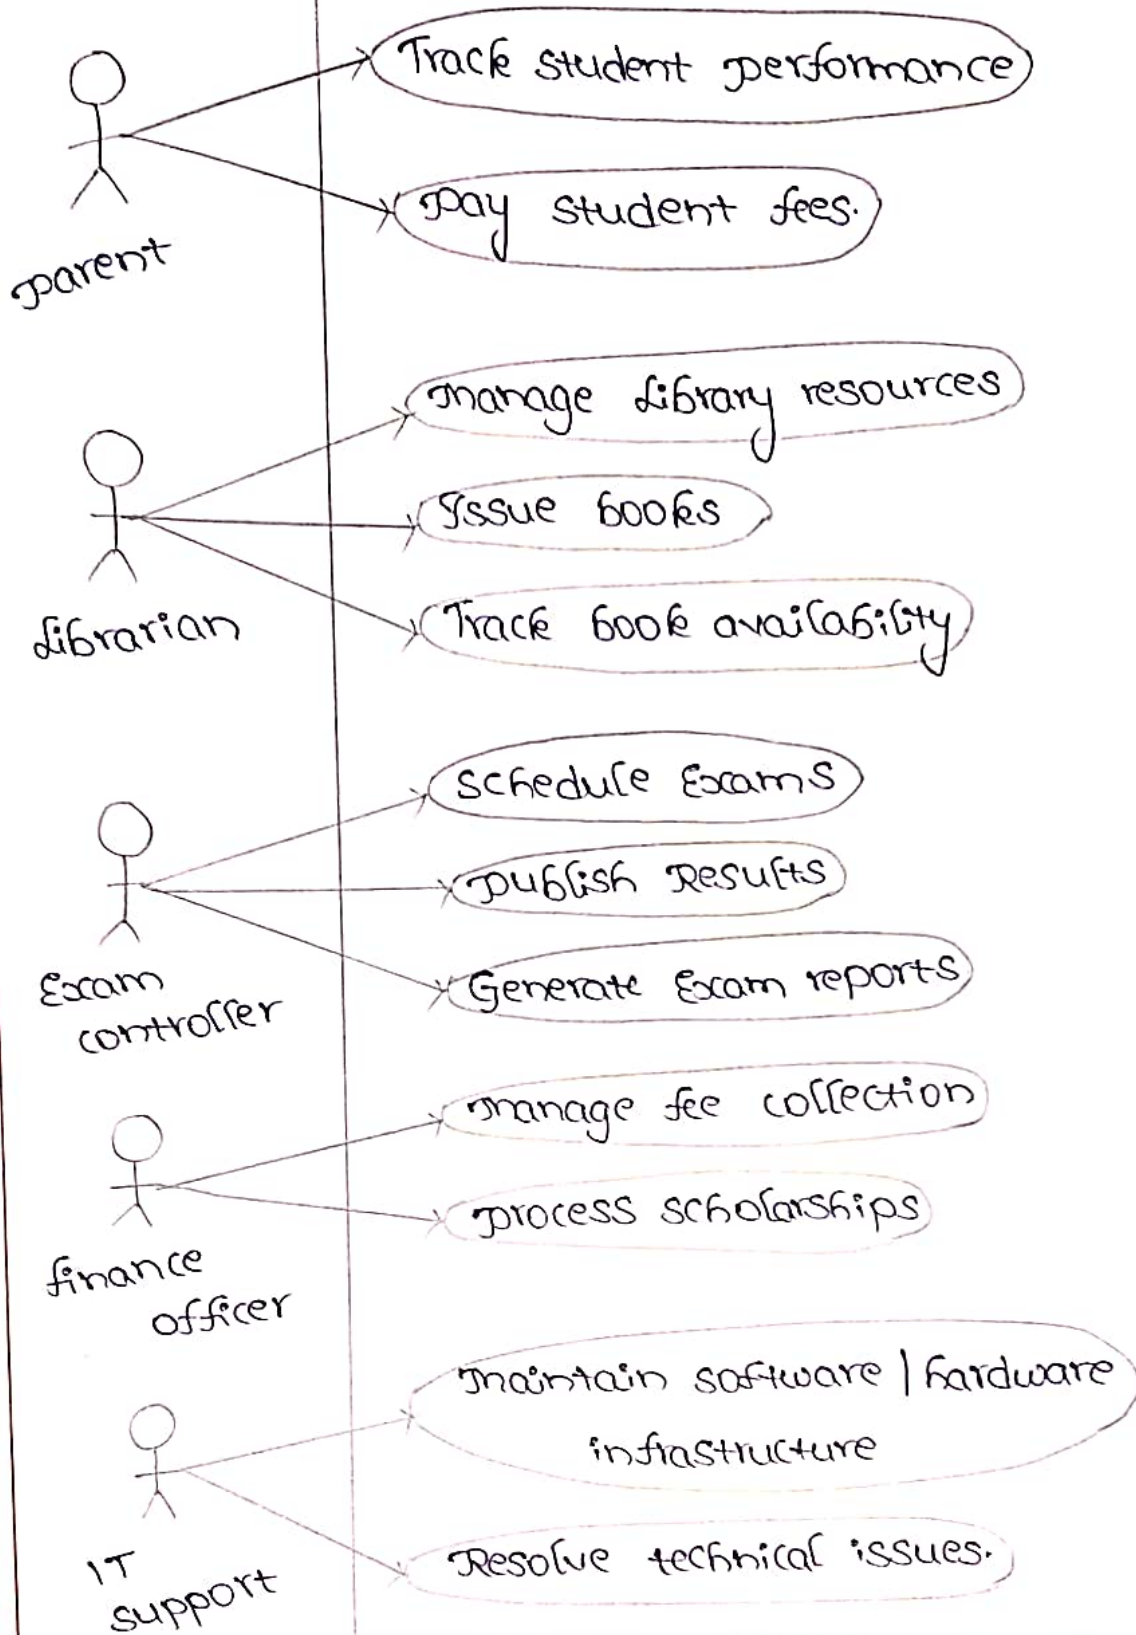 Track student performance
Pay student fees.
Parent
Manage Library resources
Issue books
Librarian
Track book availability
Schedule Exams
Publish Results
Exam
controller
Generate Exam reports
Manage fee collection
Process scholarships
finance
officer
Maintain software | hardware
infrastructure
IT
support
Resolve technical issues.